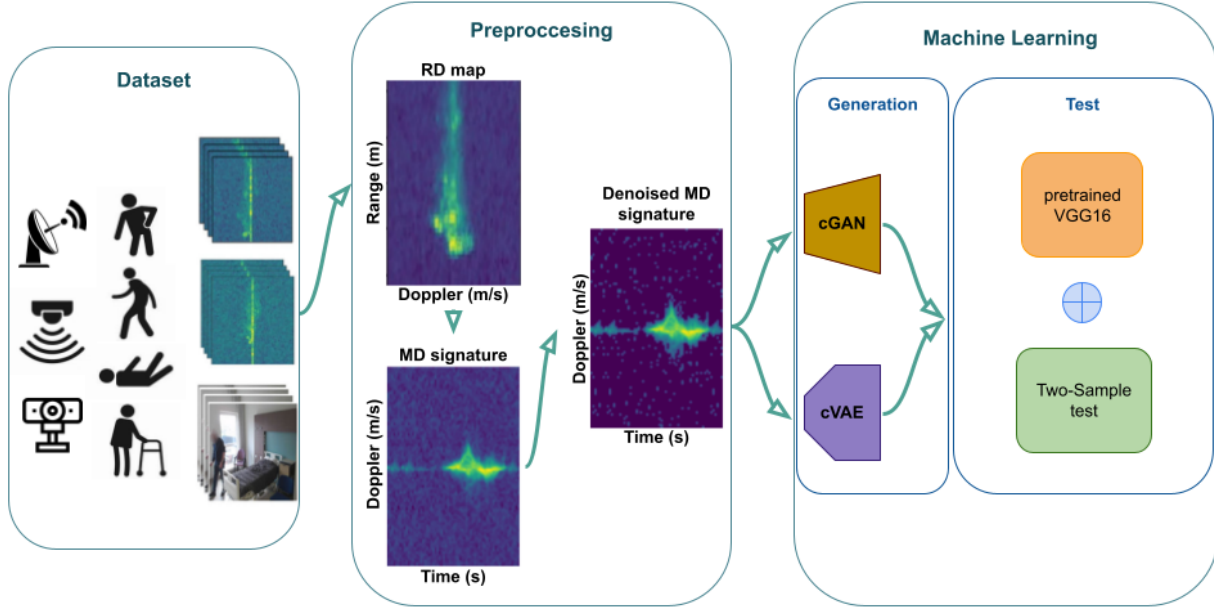 Dataset
Preproccesing
RD map
Range (m)
Doppler (m/s)
MD signature
Doppler (m/s)
Time (s)
Denoised MD
signature
Doppler (m/s)
Time (s)
Machine Learning
Generation
cGAN
cVAE
Test
pretrained
VGG16
Two-Sample
test